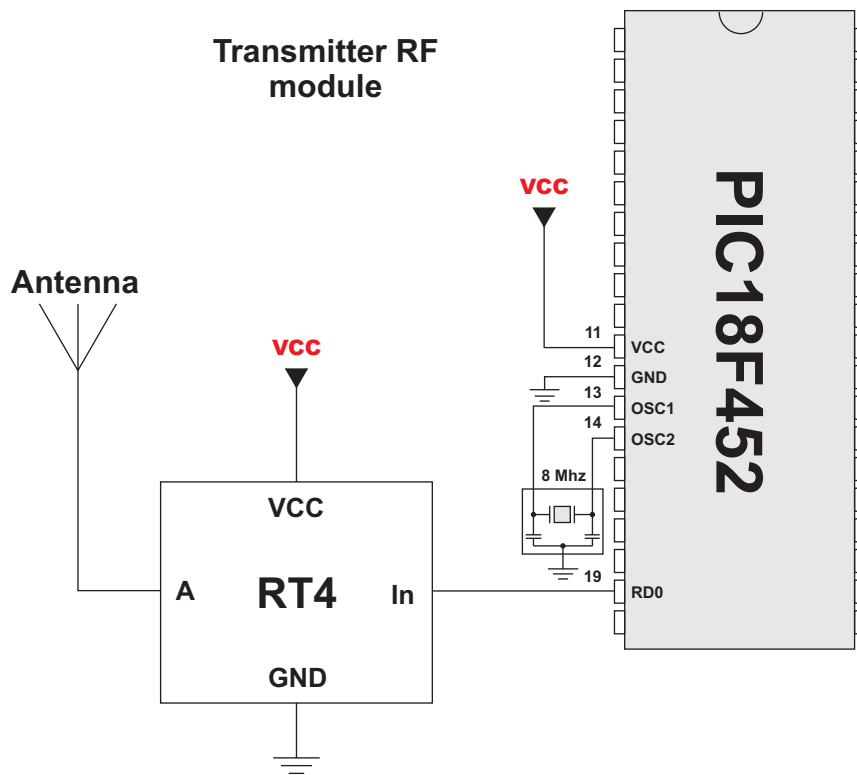 Transmitter RF
module
vcc
Antenna
vcc
11
VCC
12
GND
13
OSC1
14
OSC2
8 Mhz
19
RD0
PIC18F452
VCC
A
RT4
In
GND